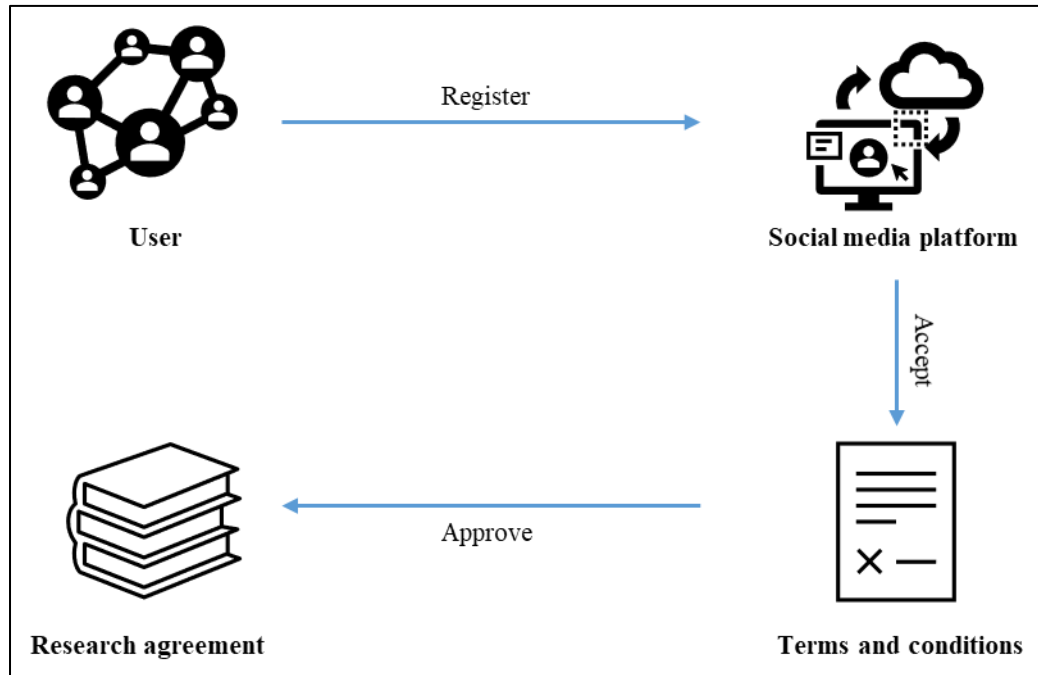 Register
User
Social media platform
Accept
Approve
Research agreement
Terms and conditions